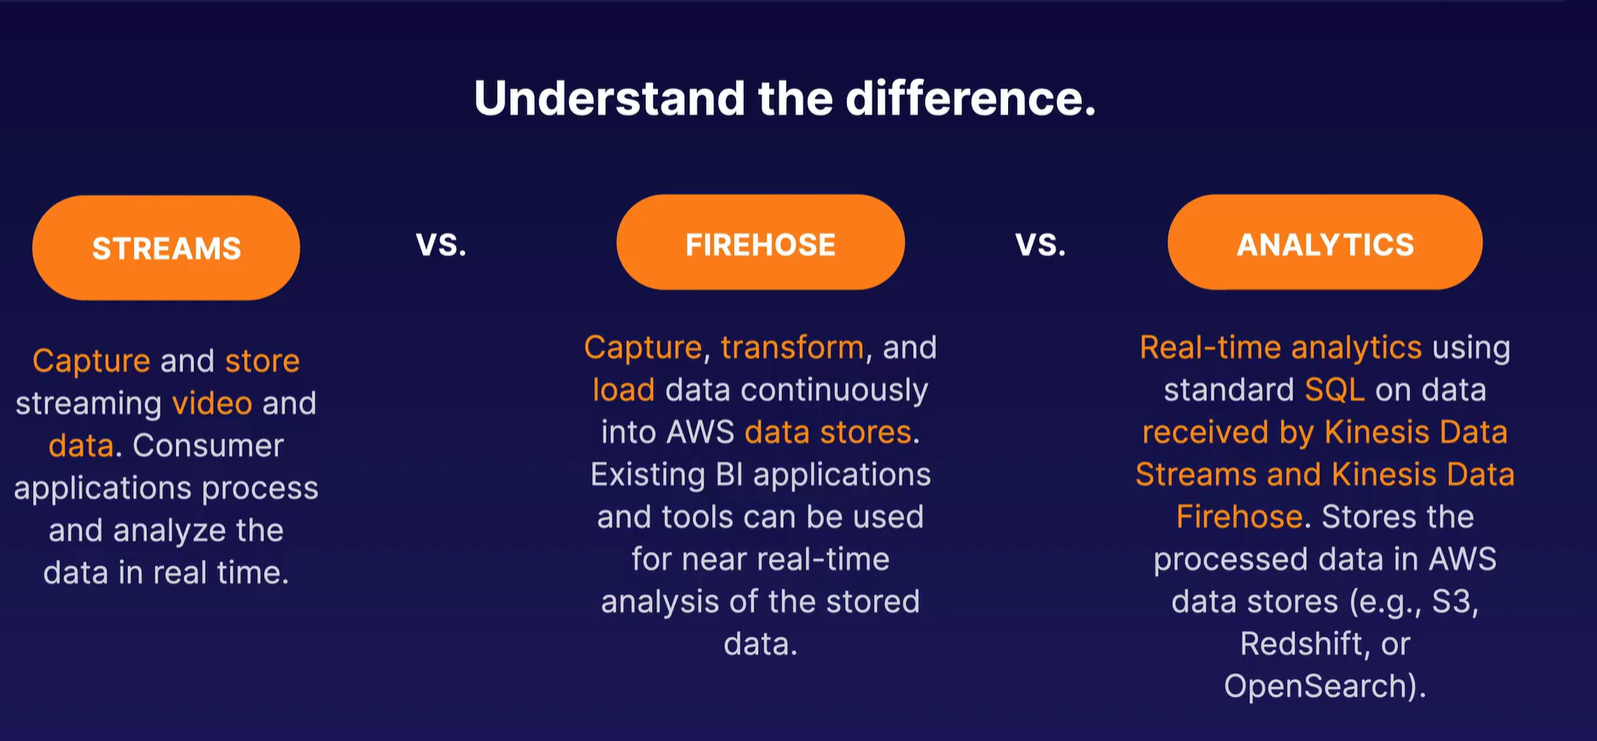 Understand the difference.
STREAMS
VS.
FIREHOSE
VS.
ANALYTICS
Capture and store
streaming video and
data. Consumer
applications process
and analyze the
data in real time.
Capture, transform, and
load data continuously
into AWS data stores.
Existing BI applications
and tools can be used
for near real-time
analysis of the stored
data.
Real-time analytics using
standard SQL on data
received by Kinesis Data
Streams and Kinesis Data
Firehose. Stores the
processed data in AWS
data stores (e.g., S3,
Redshift, or
OpenSearch).